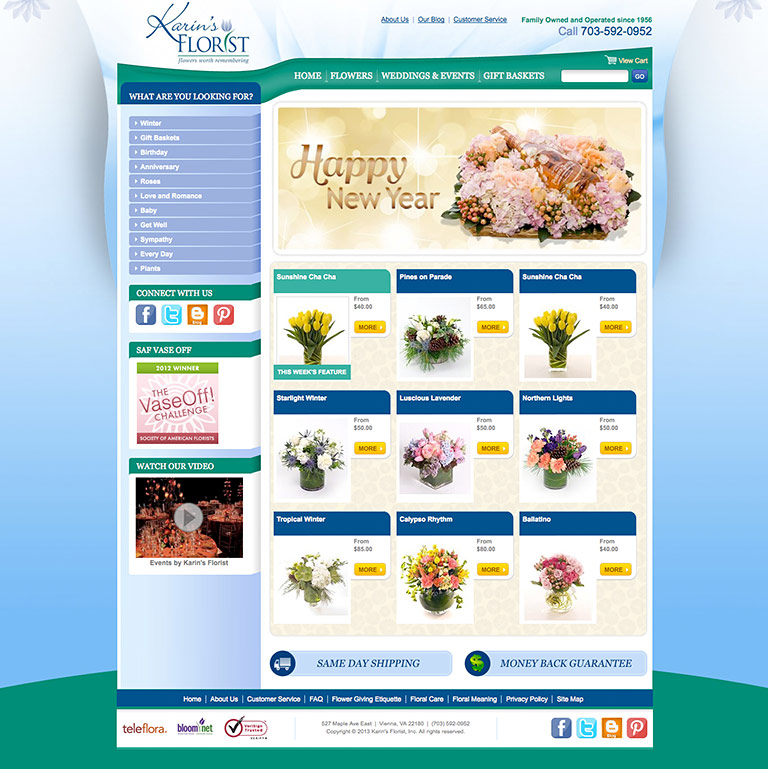 Karin's
FLORIST
flowers worth remembering
About Us | Our Blog | Customer Service
Family Owned and Operated since 1956
Call 703-592-0952
View Cart
HOME | FLOWERS | WEDDINGS & EVENTS | GIFT BASKETS
GO
WHAT ARE YOU LOOKING FOR?
Winter
Gift Baskets
Birthday
Anniversary
Roses
Love and Romance
Baby
Get Well
Sympathy
Every Day
Plants
CONNECT WITH US
Blog
SAF VASE OFF
2012 WINNER
THE
VaseOff!
CHALLENGE
SOCIETY OF AMERICAN FLORISTS
WATCH OUR VIDEO
Events by Karin's Florist
Happy
New Year
Sunshine Cha Cha
From
$40.00
MORE
THIS WEEK'S FEATURE
Pines on Parade
From
$65.00
MORE
Sunshine Cha Cha
From
$40.00
MORE
Starlight Winter
From
$50.00
MORE
Luscious Lavender
From
$50.00
MORE
Northern Lights
From
$50.00
MORE
Tropical Winter
From
$85.00
MORE
Calypso Rhythm
From
$80.00
MORE
Ballatino
From
$40.00
MORE
SAME DAY SHIPPING
MONEY BACK GUARANTEE
Home | About Us | Customer Service | FAQ | Flower Giving Etiquette | Floral Care | Floral Meaning | Privacy Policy | Site Map
teleflora.
bloomnet
VeriSign
Trusted
527 Maple Ave East | Vienna, VA 22180 | (703) 592-0952
Copyright © 2013 Karin's Florist, Inc. All rights reserved.
Blog